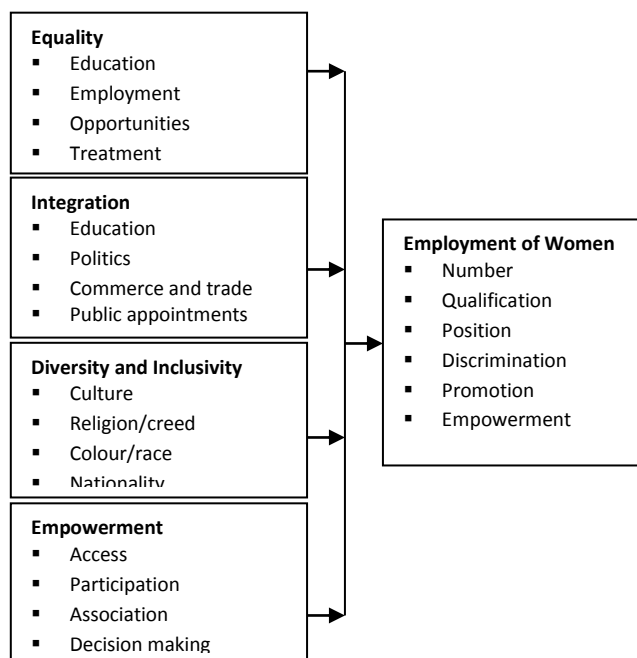 Equality
▪ Education
▪ Employment
▪ Opportunities
▪ Treatment
Integration
▪ Education
▪ Politics
▪ Commerce and trade
▪ Public appointments
Diversity and Inclusivity
▪ Culture
▪ Religion/creed
▪ Colour/race
▪ Nationality
Empowerment
▪ Access
▪ Participation
▪ Association
▪ Decision making
Employment of Women
▪ Number
▪ Qualification
▪ Position
▪ Discrimination
▪ Promotion
▪ Empowerment